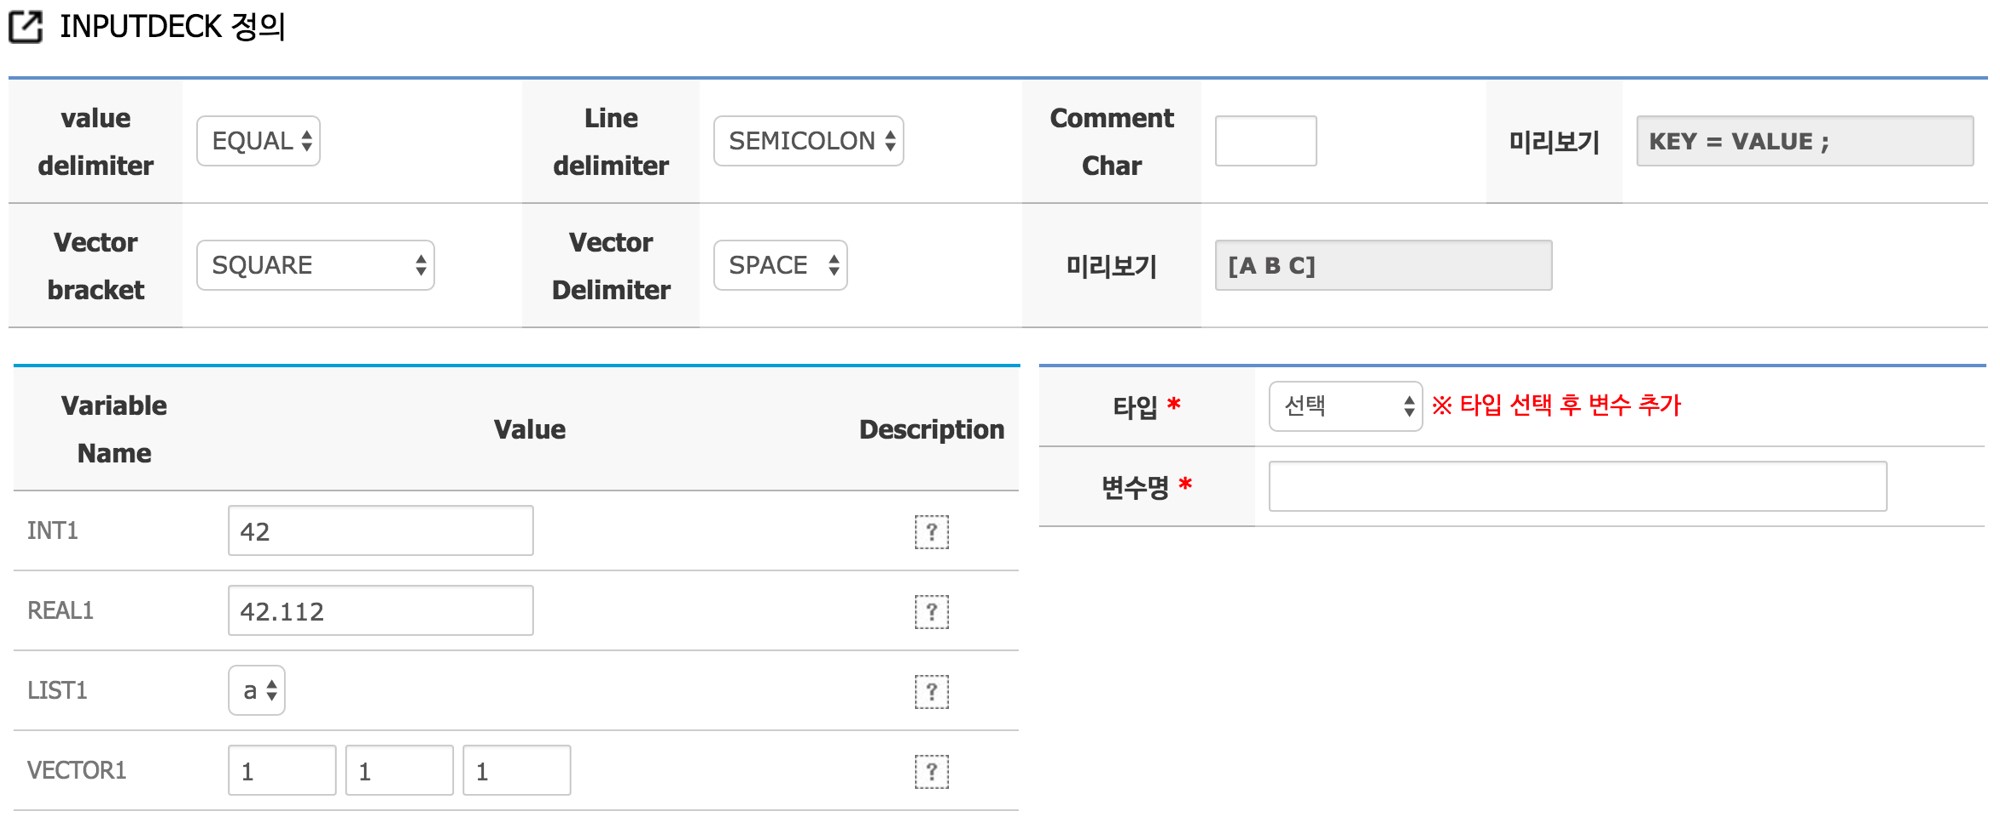 INPUTDECK 정의
value delimiter
EQUAL
Line delimiter
SEMICOLON
Comment Char
미리보기
KEY = VALUE ;
Vector bracket
SQUARE
Vector Delimiter
SPACE
미리보기
[A B C]
Variable Name
Value
Description
INT1
42
?
REAL1
42.112
?
LIST1
a
?
VECTOR1
1
1
1
?
타입 *
선택
※ 타입 선택 후 변수 추가
변수명 *